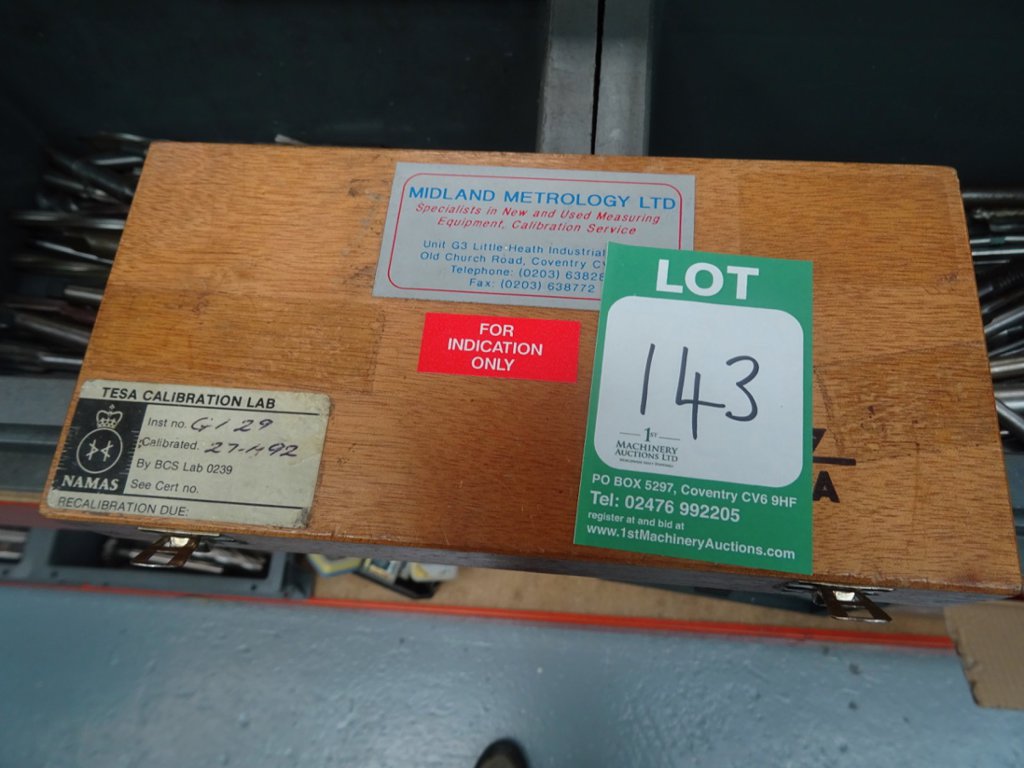 MIDLAND METROLOGY LTD
Specialists in New and Used Measuring
Equipment, Calibration Service
Unit G3 Little Heath Industrial
Old Church Road, Coventry
Telephone: (0203)
Fax: (0203) 638772
FOR
INDICATION
ONLY
LOT
143
1ST
MACHINERY
AUCTIONS LTD
PO BOX 5297, Coventry CV6 9HF
Tel: 02476 992205
register at and bid at
www.1stMachineryAuctions.com
TESA CALIBRATION LAB
Inst no. G1 29
Calibrated. 27-4-92
By BCS Lab 0239
See Cert no.
NAMAS
RECALIBRATION DUE: